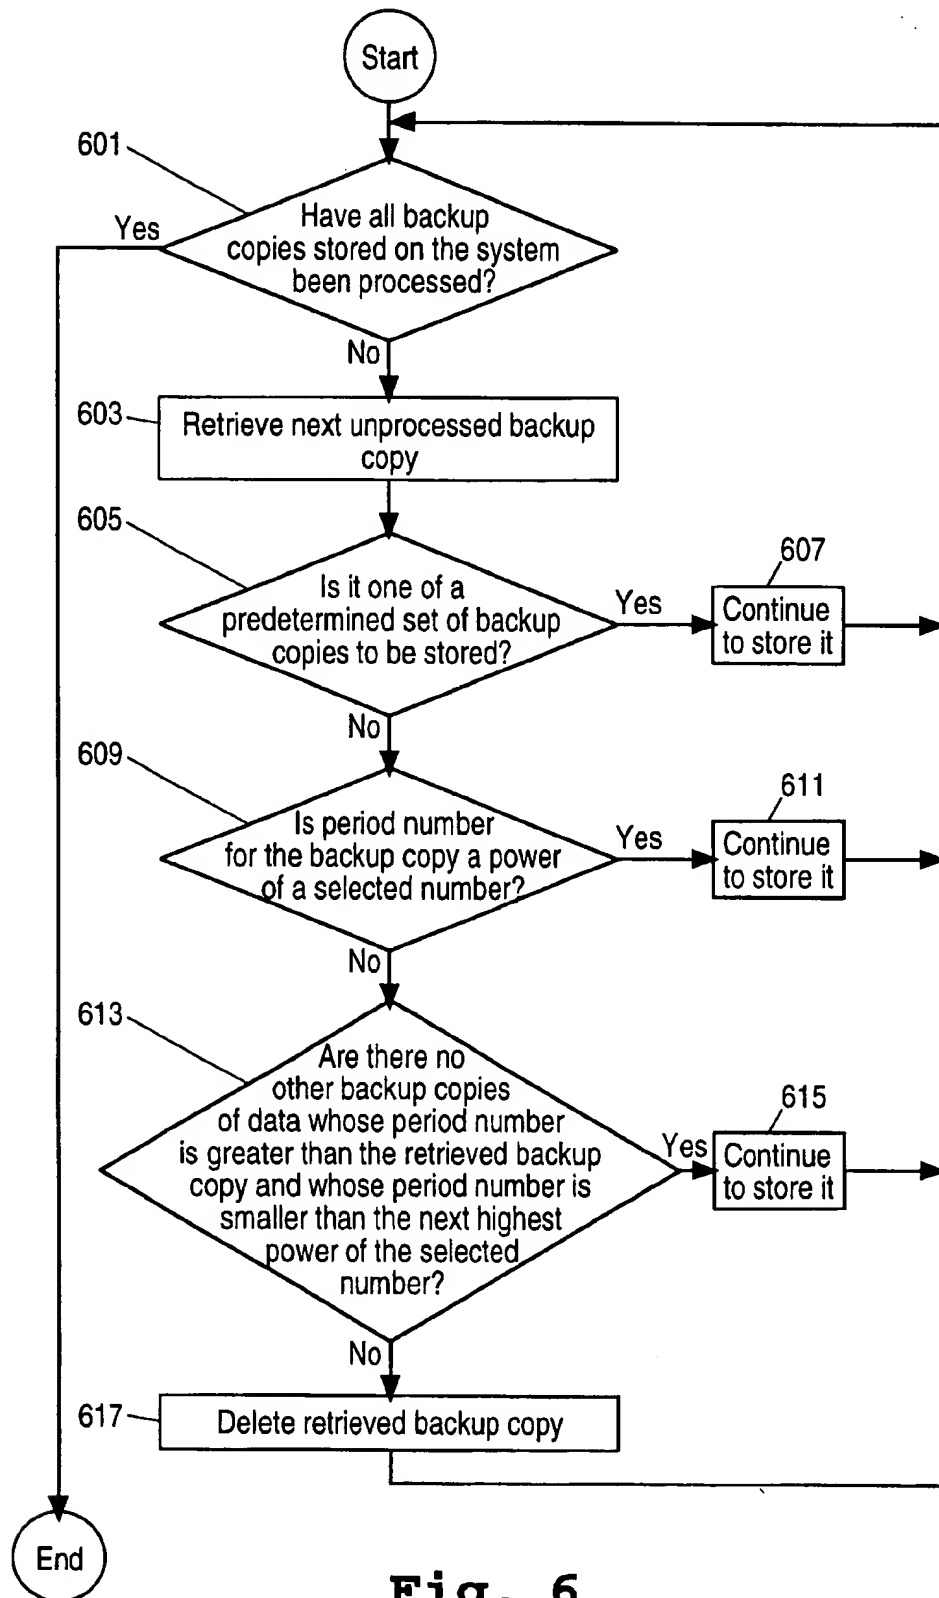 Start
601
Have all backup
copies stored on the system
been processed?
Yes
No
603
Retrieve next unprocessed backup
copy
605
Is it one of a
predetermined set of backup
copies to be stored?
Yes
607
Continue
to store it
No
609
Is period number
for the backup copy a power
of a selected number?
Yes
611
Continue
to store it
No
613
Are there no
other backup copies
of data whose period number
is greater than the retrieved backup
copy and whose period number is
smaller than the next highest
power of the selected
number?
Yes
615
Continue
to store it
No
617
Delete retrieved backup copy
End
Fig. 6